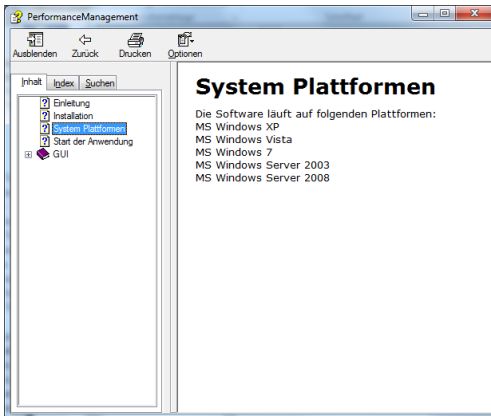 PerformanceManagement
Ausblenden Zurück Drucken Optionen
Inhalt Index Suchen
Einleitung
Installation
System Plattformen
Start der Anwendung
GUI
System Plattformen
Die Software läuft auf folgenden Plattformen:
MS Windows XP
MS Windows Vista
MS Windows 7
MS Windows Server 2003
MS Windows Server 2008